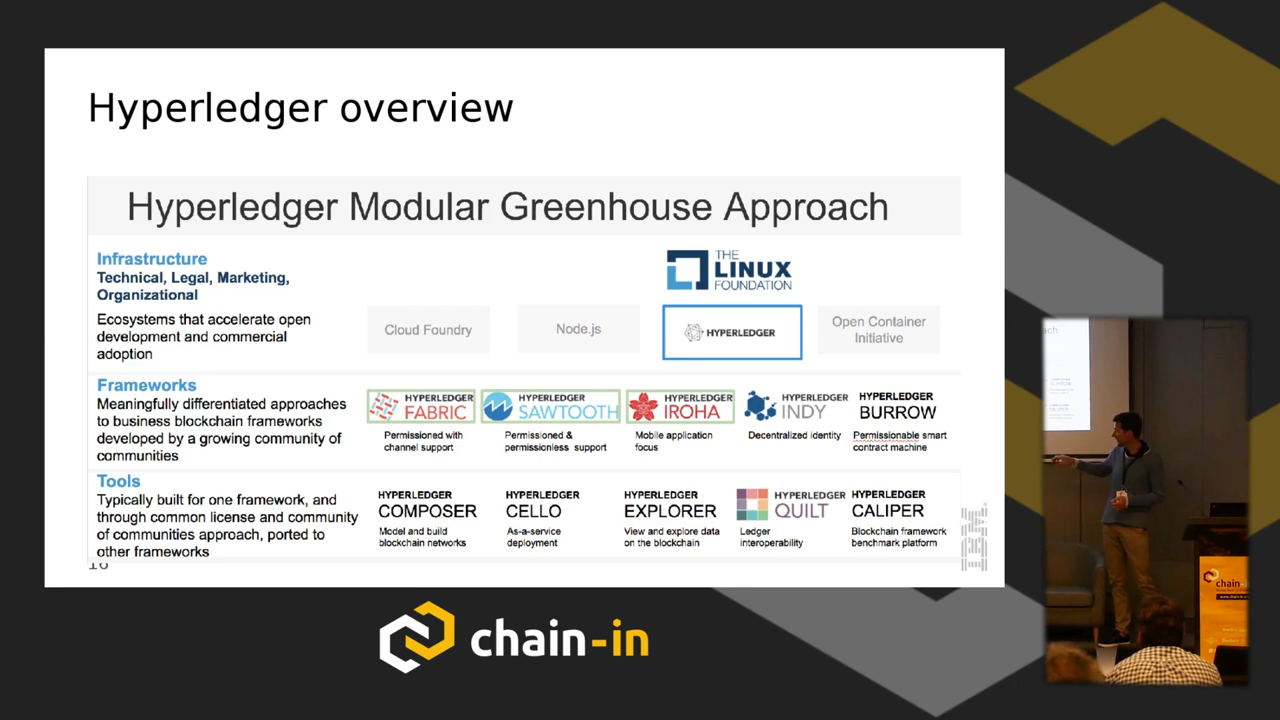 Hyperledger overview
Hyperledger Modular Greenhouse Approach
Infrastructure
Technical, Legal, Marketing,
Organizational
Ecosystems that accelerate open
development and commercial
adoption
THE
LINUX
FOUNDATION
Cloud Foundry
Node.js
HYPERLEDGER
Open Container
Initiative
Frameworks
Meaningfully differentiated approaches
to business blockchain frameworks
developed by a growing community of
communities
HYPERLEDGER
FABRIC
Permissioned with
channel support
HYPERLEDGER
SAWTOOTH
Permissioned &
permissionless support
HYPERLEDGER
IROHA
Mobile application
focus
HYPERLEDGER
INDY
Decentralized identity
HYPERLEDGER
BURROW
Permissionable smart
contract machine
Tools
Typically built for one framework, and
through common license and community
of communities approach, ported to
other frameworks
HYPERLEDGER
COMPOSER
Model and build
blockchain networks
HYPERLEDGER
CELLO
As-a-service
deployment
HYPERLEDGER
EXPLORER
View and explore data
on the blockchain
HYPERLEDGER
QUILT
Ledger
interoperability
HYPERLEDGER
CALIPER
Blockchain framework
benchmark platform
IBM
16
chain-in
chain-in